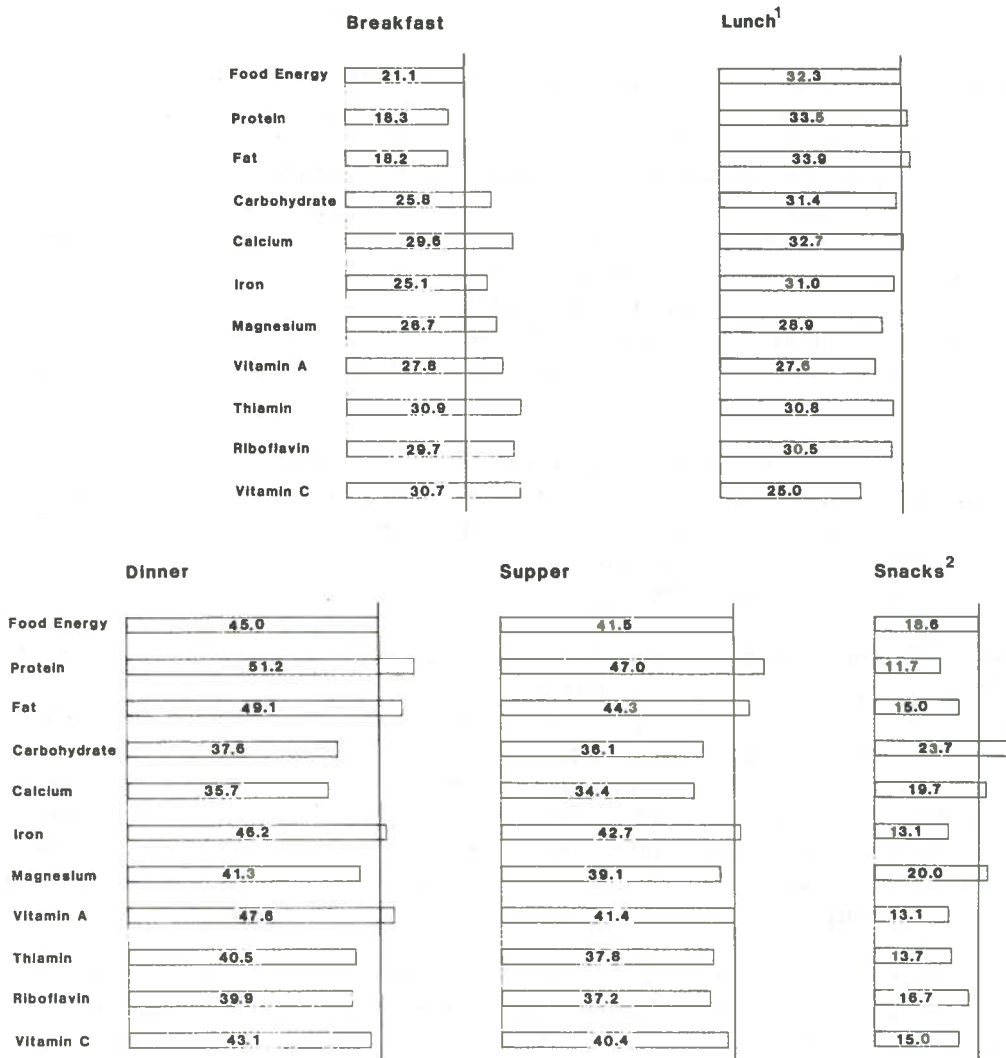 Breakfast Lunch¹
Food Energy 21.1 32.3
Protein 18.3 33.5
Fat 18.2 33.9
Carbohydrate 25.8 31.4
Calcium 29.6 32.7
Iron 25.1 31.0
Magnesium 26.7 28.9
Vitamin A 27.8 27.6
Thiamin 30.9 30.8
Riboflavin 29.7 30.5
Vitamin C 30.7 25.0
Dinner Supper Snacks²
Food Energy 45.0 41.5 18.6
Protein 51.2 47.0 11.7
Fat 49.1 44.3 15.0
Carbohydrate 37.6 36.1 23.7
Calcium 35.7 34.4 19.7
Iron 46.2 42.7 13.1
Magnesium 41.3 39.1 20.0
Vitamin A 47.6 41.4 13.1
Thiamin 40.5 37.8 13.7
Riboflavin 39.9 37.2 16.7
Vitamin C 43.1 40.4 15.0